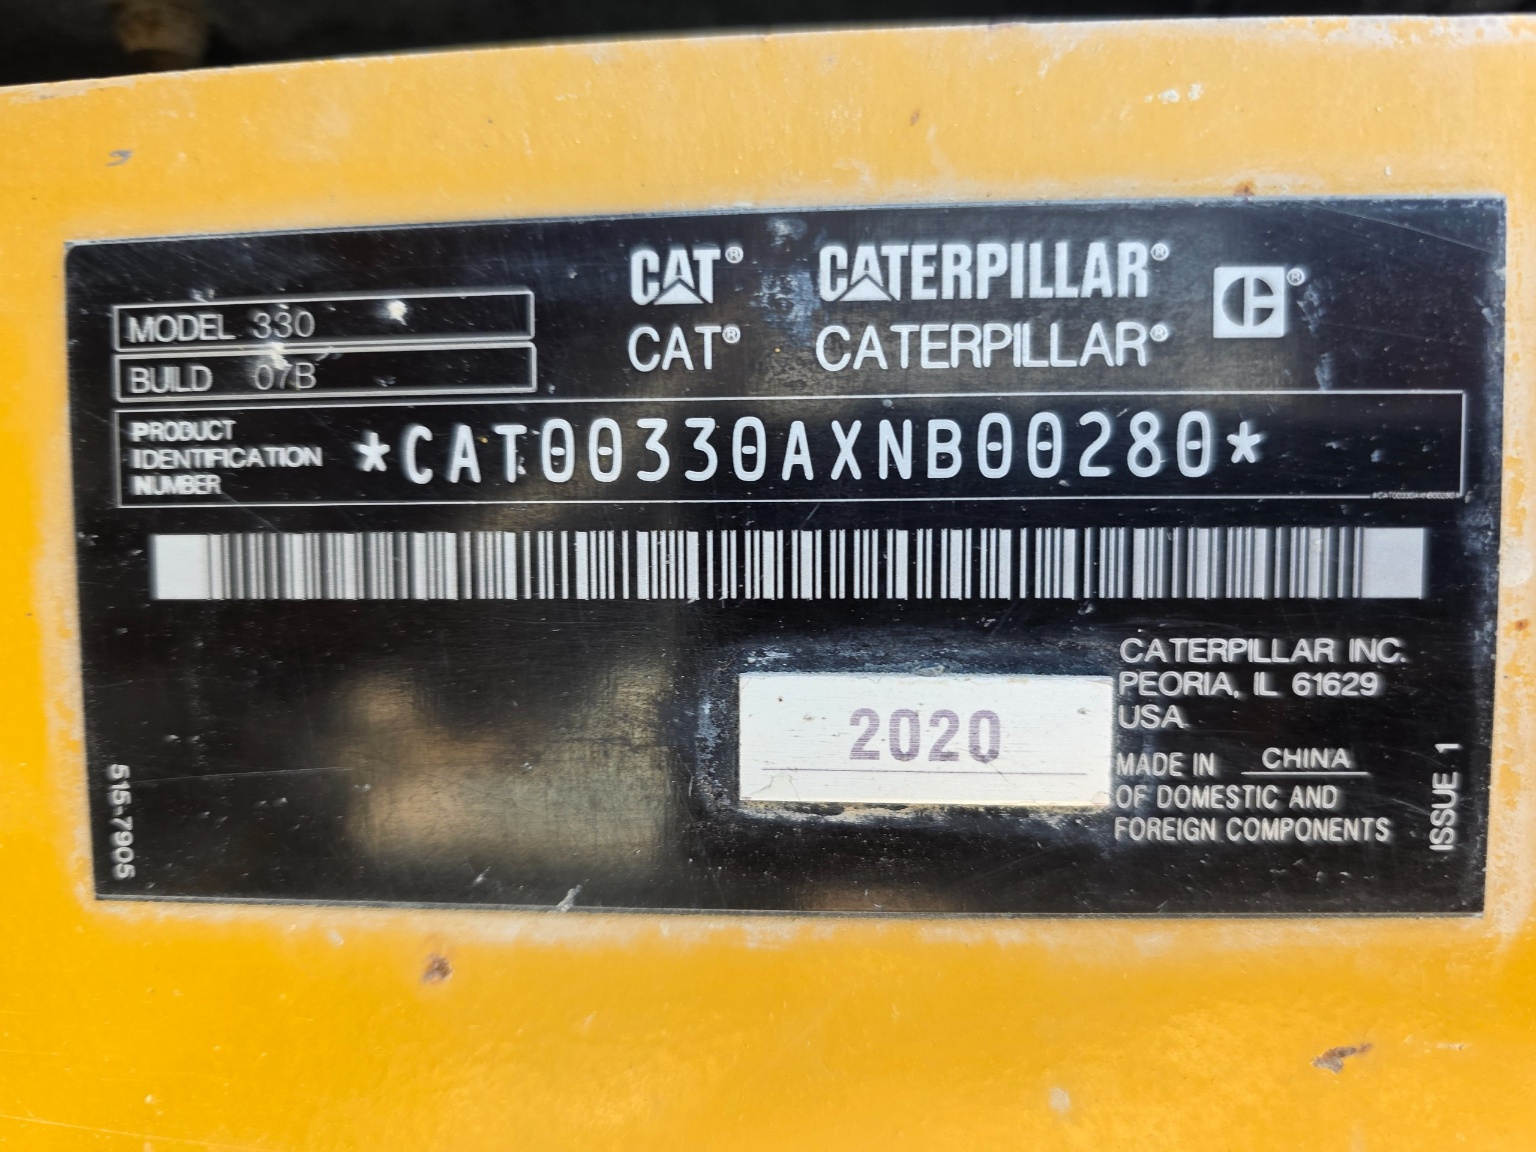 CAT® CATERPILLAR® ®
CAT® CATERPILLAR®
MODEL 330
BUILD 07B
PRODUCT
IDENTIFICATION
NUMBER
*CAT00330AXNB00280*
*CAT00330AXNB00280*
2020
CATERPILLAR INC.
PEORIA, IL 61629
USA
MADE IN CHINA
OF DOMESTIC AND
FOREIGN COMPONENTS
515-7905
ISSUE 1